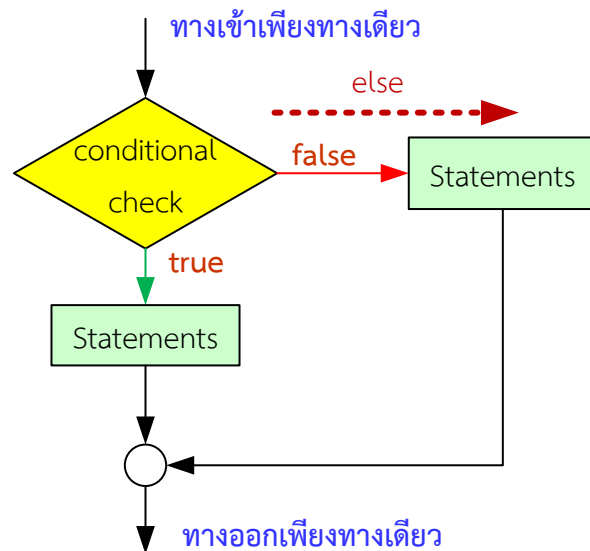 ทางเข้าเพียงทางเดียว
else
conditional
check
false
Statements
true
Statements
ทางออกเพียงทางเดียว